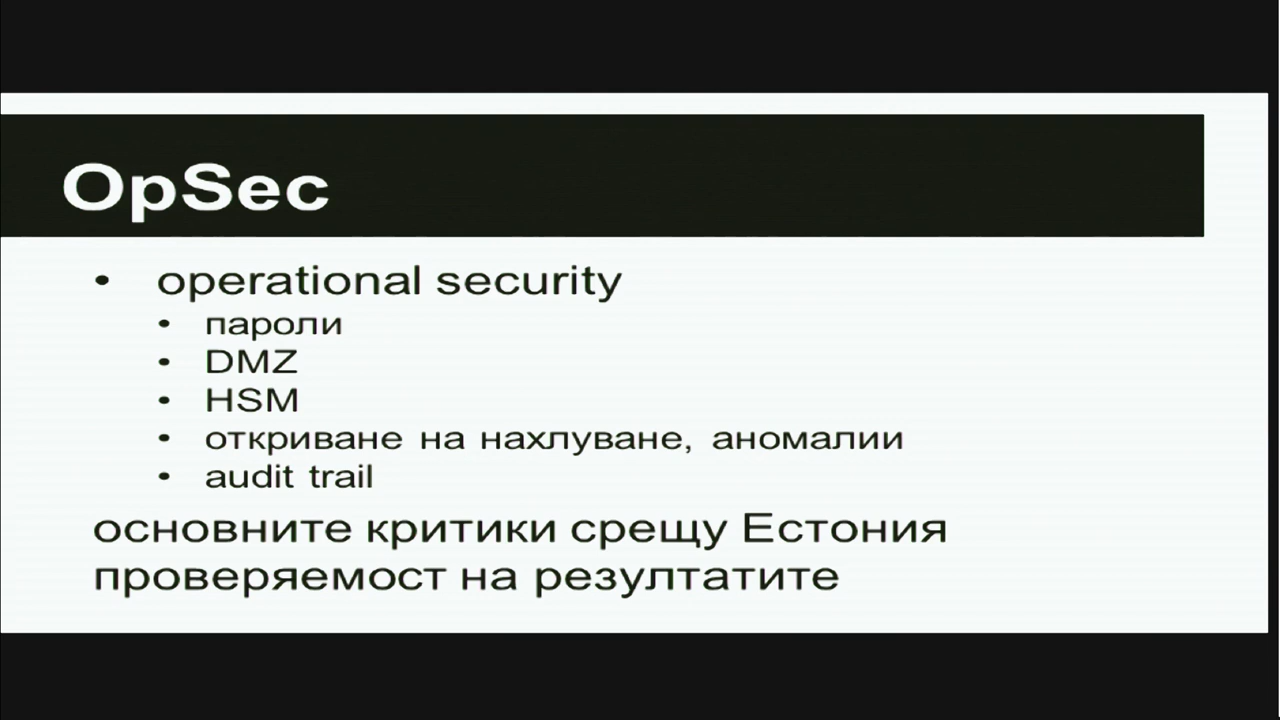 OpSec
• operational security
• пароли
• DMZ
• HSM
• откриване на нахлуване, аномалии
• audit trail
основните критики срещу Естония
проверяемост на резултатите